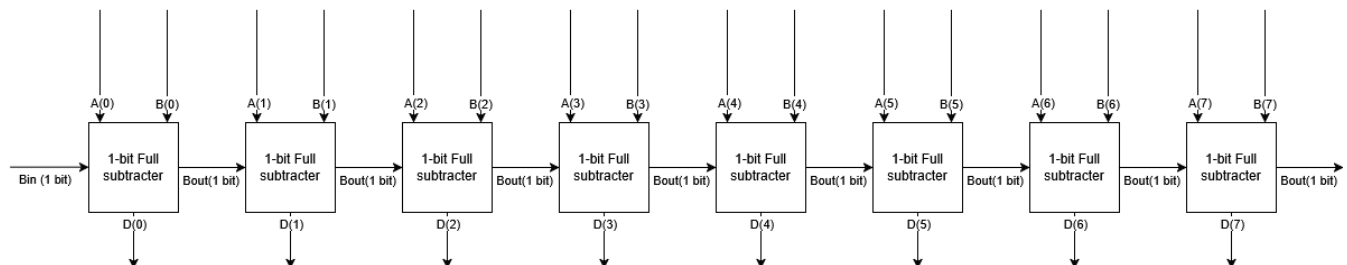 A(0) B(0) A(1) B(1) A(2) B(2) A(3) B(3) A(4) B(4) A(5) B(5) A(6) B(6) A(7) B(7)
1-bit Full 1-bit Full 1-bit Full 1-bit Full 1-bit Full 1-bit Full 1-bit Full 1-bit Full
subtracter subtracter subtracter subtracter subtracter subtracter subtracter subtracter
Bin (1 bit) Bout(1 bit) Bout(1 bit) Bout(1 bit) Bout(1 bit) Bout(1 bit) Bout(1 bit) Bout(1 bit) Bout(1 bit)
D(0) D(1) D(2) D(3) D(4) D(5) D(6) D(7)